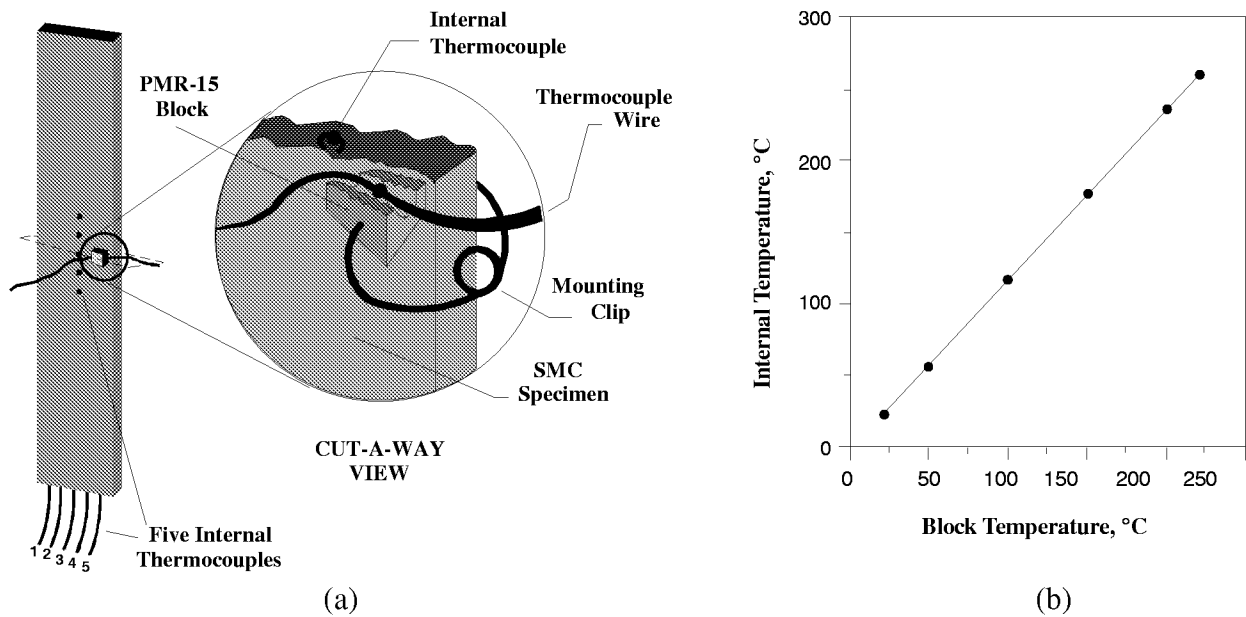 Internal
Thermocouple
PMR-15
Block
Thermocouple
Wire
Mounting
Clip
SMC
Specimen
CUT-A-WAY
VIEW
Five Internal
Thermocouples
1 2 3 4 5
(a)
300
200
100
0
Internal Temperature, °C
0 50 100 150 200 250
Block Temperature, °C
(b)